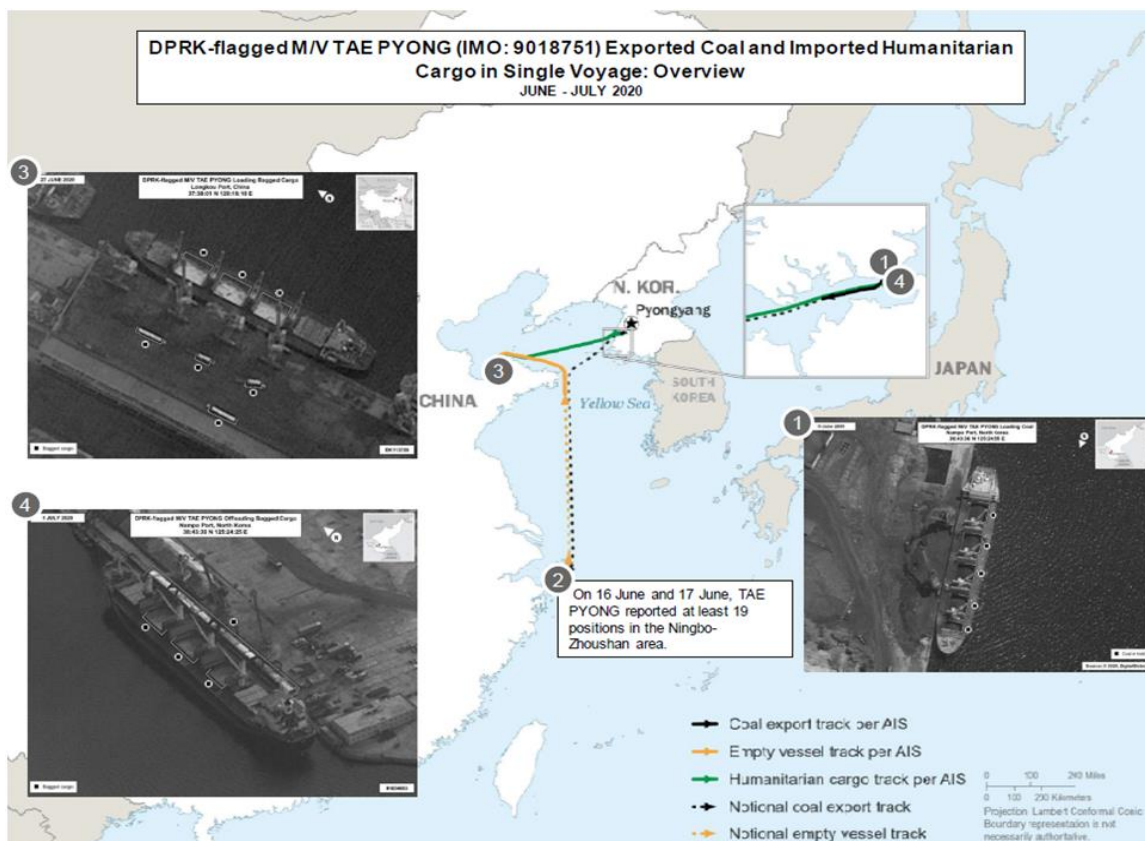 DPRK-flagged M/V TAE PYONG (IMO: 9018751) Exported Coal and Imported Humanitarian
Cargo in Single Voyage: Overview
JUNE - JULY 2020
3
27 JUNE 2020
DPRK-flagged M/V TAE PYONG Loading Bagged Cargo
Longkou Port, China
Bagged cargo
4
1 JULY 2020
DPRK-flagged M/V TAE PYONG Offloading Bagged Cargo
Nampo Port, North Korea
Bagged cargo
N. KOR.
Pyongyang
3
CHINA
Yellow Sea
SOUTH
KOREA
JAPAN
1
4
1
DPRK-flagged M/V TAE PYONG Loading Coal
Nampo Port, North Korea
2
On 16 June and 17 June, TAE
PYONG reported at least 19
positions in the Ningbo-
Zhoushan area.
Coal export track per AIS
Empty vessel track per AIS
Humanitarian cargo track per AIS
Notional coal export track
Notional empty vessel track
0 100 200 Miles
0 100 200 Kilometers
Projection: Lambert Conformal Conic
Boundary representation is not
necessarily authoritative.